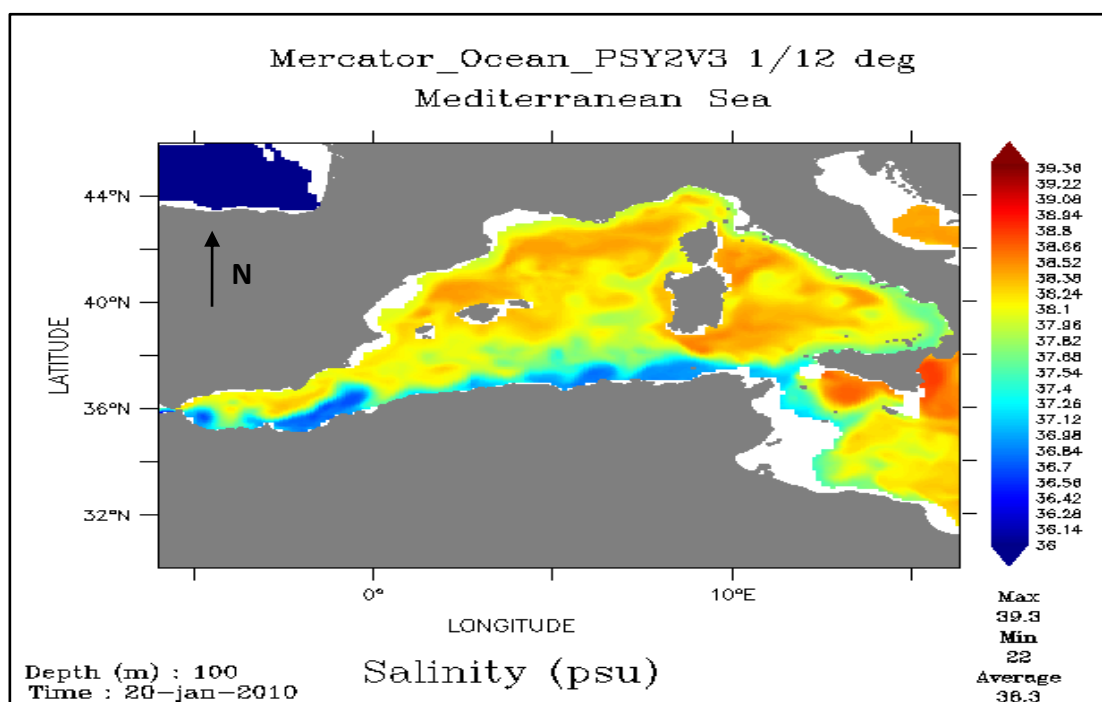 Mercator_Ocean_PSY2V3 1/12 deg
Mediterranean Sea
44°N
40°N
36°N
32°N
LATITUDE
N
0°
10°E
LONGITUDE
39.36
39.22
39.08
38.94
38.8
38.66
38.52
38.38
38.24
38.1
37.96
37.82
37.68
37.54
37.4
37.26
37.12
36.98
36.84
36.7
36.56
36.42
36.28
36.14
36
Max
39.3
Min
22
Average
38.3
Depth (m) : 100
Time : 20-jan-2010
Salinity (psu)